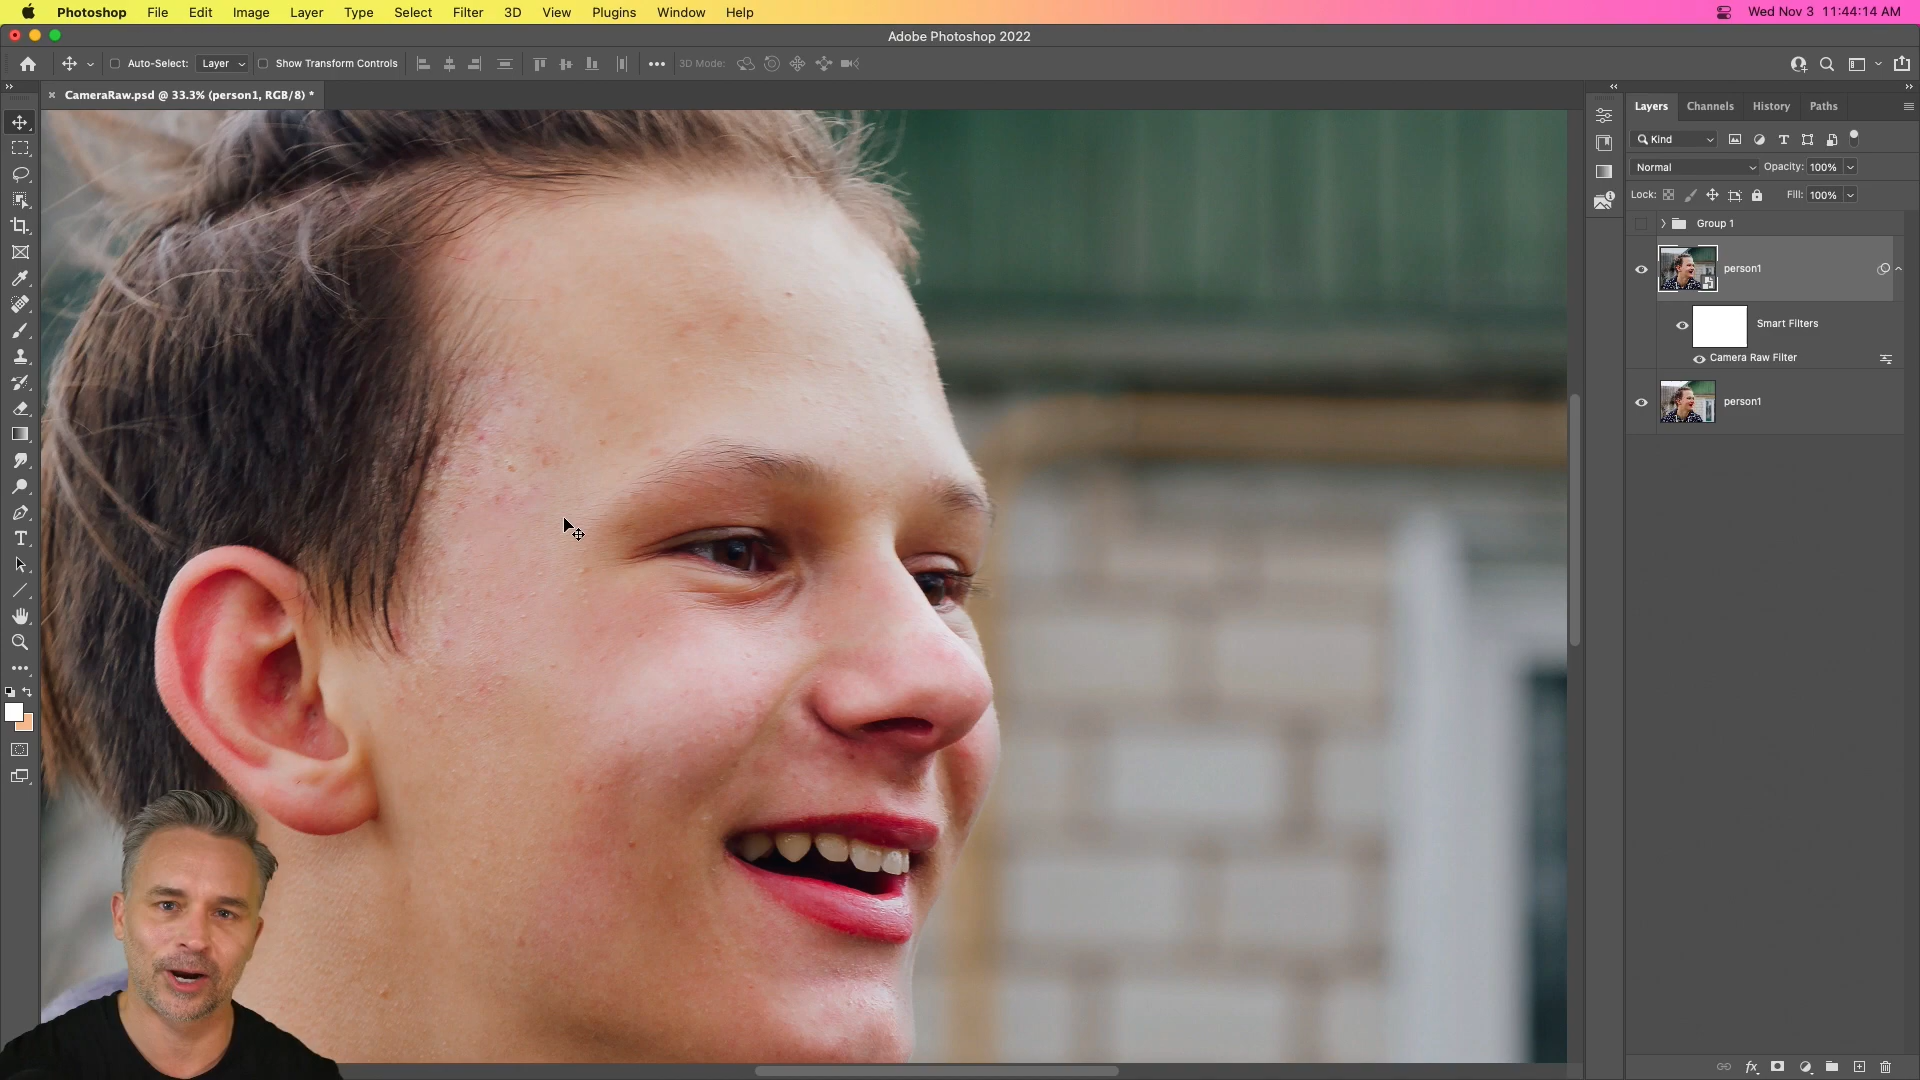 Photoshop File Edit Image Layer Type Select Filter 3D View Plugins Window Help Wed Nov 3 11:44:14 AM
Adobe Photoshop 2022
Auto-Select: Layer Show Transform Controls 3D Mode:
CameraRaw.psd @ 33.3% (person1, RGB/8) *
Layers Channels History Paths
Kind
Normal Opacity: 100%
Lock: Fill: 100%
Group 1
person1
Smart Filters
Camera Raw Filter
person1